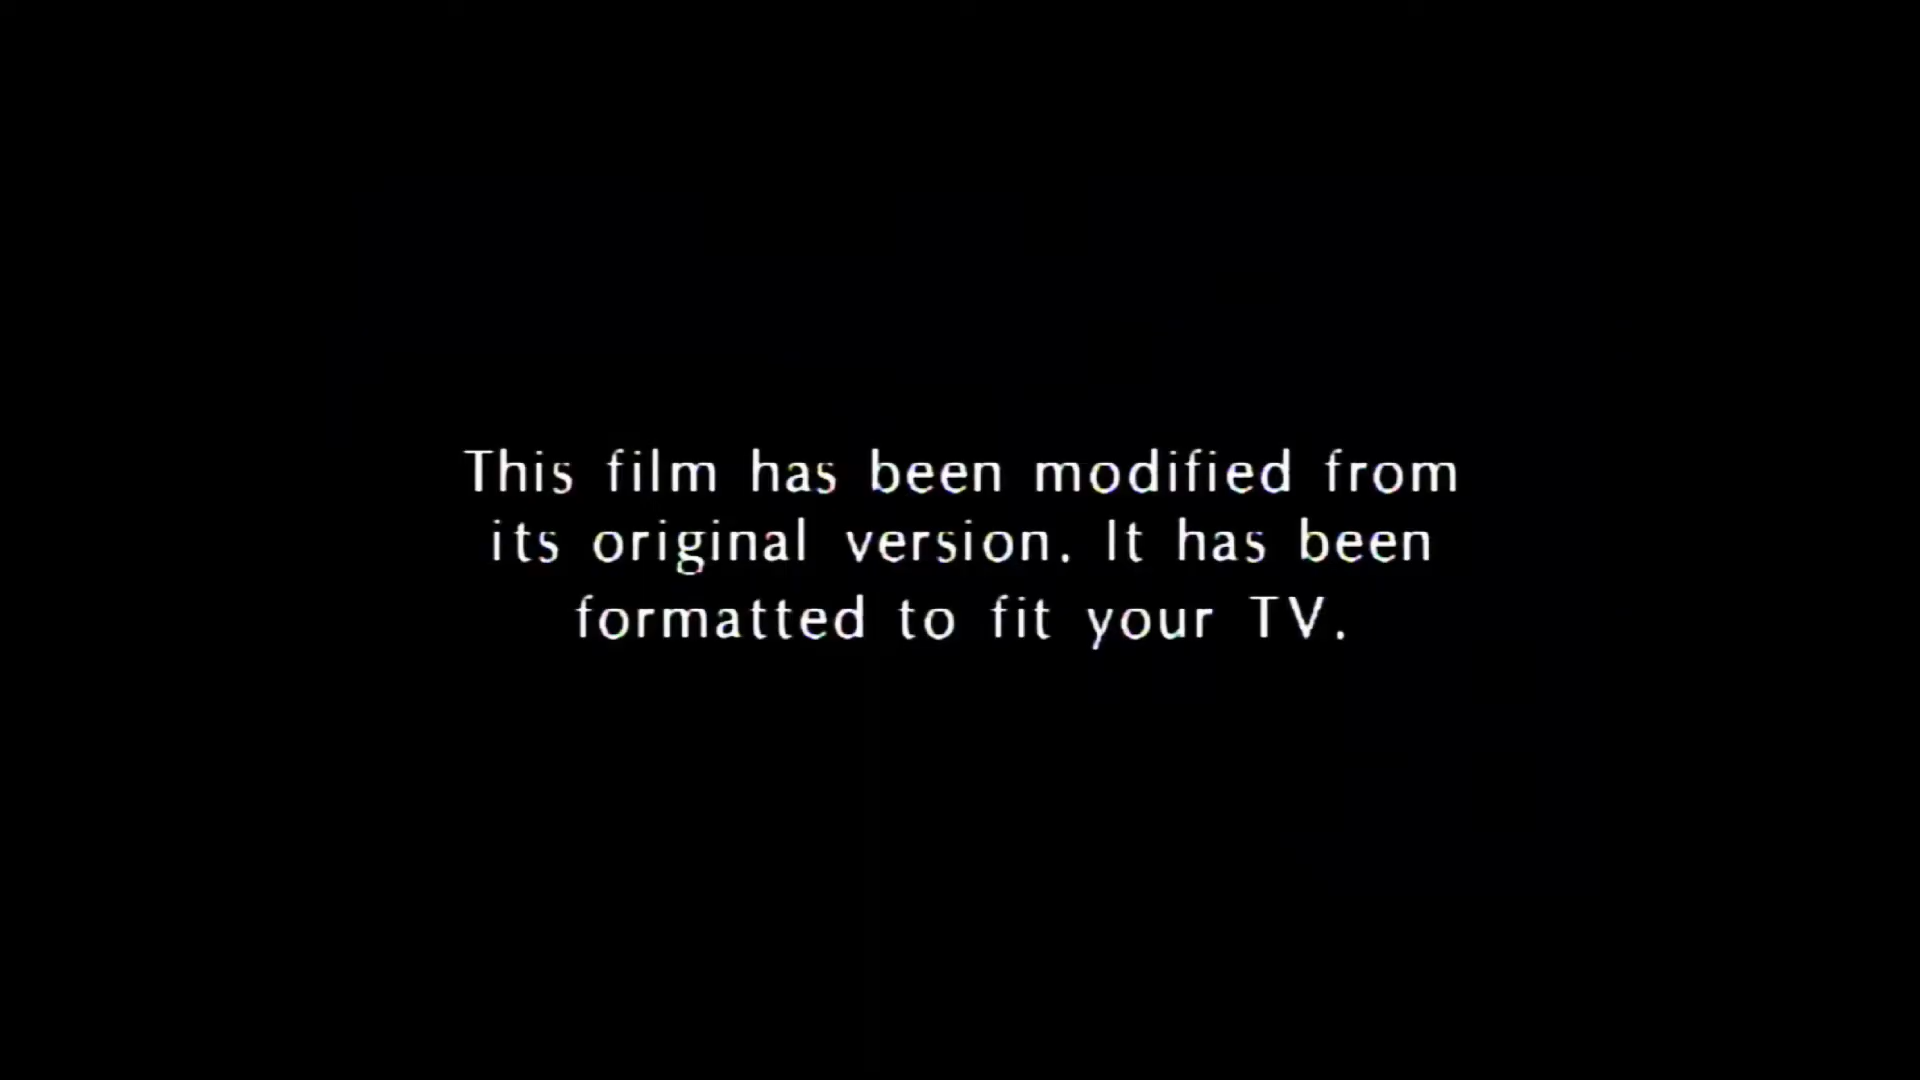 This film has been modified from
its original version. It has been
formatted to fit your TV.